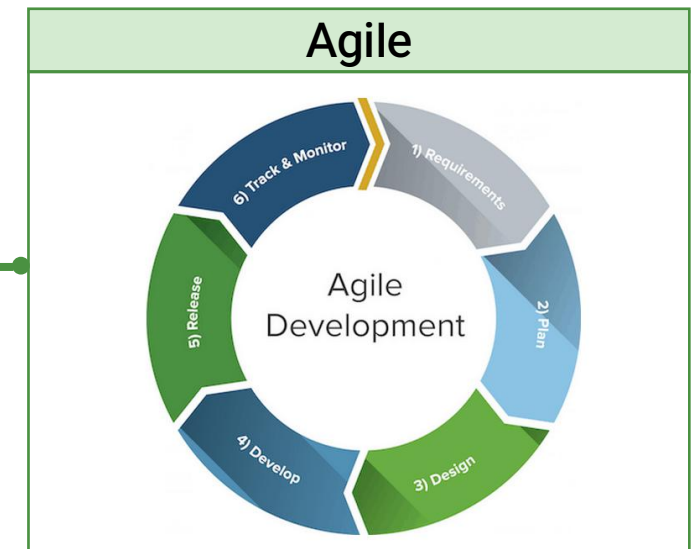 Agile
1) Requirements
2) Plan
3) Design
4) Develop
5) Release
6) Track & Monitor
Agile
Development